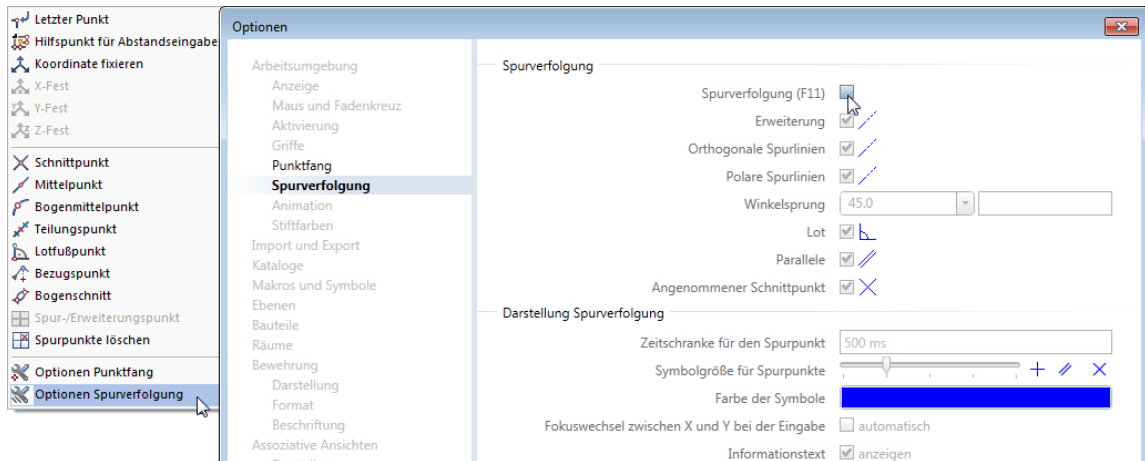 Letzter Punkt
Hilfspunkt für Abstandseingabe
Koordinate fixieren
X-Fest
Y-Fest
Z-Fest
Schnittpunkt
Mittelpunkt
Bogenmittelpunkt
Teilungspunkt
Lotfußpunkt
Bezugspunkt
Bogenschnitt
Spur-/Erweiterungspunkt
Spurpunkte löschen
Optionen Punktfang
Optionen Spurverfolgung
Optionen
Arbeitsumgebung
Anzeige
Maus und Fadenkreuz
Aktivierung
Griffe
Punktfang
Spurverfolgung
Animation
Stiftfarben
Import und Export
Kataloge
Makros und Symbole
Ebenen
Bauteile
Räume
Bewehrung
Darstellung
Format
Beschriftung
Assoziative Ansichten
Spurverfolgung
Spurverfolgung (F11)
Erweiterung
Orthogonale Spurlinien
Polare Spurlinien
Winkelsprung 45.0
Lot
Parallele
Angenommener Schnittpunkt
Darstellung Spurverfolgung
Zeitschranke für den Spurpunkt 500 ms
Symbolgröße für Spurpunkte
Farbe der Symbole
Fokuswechsel zwischen X und Y bei der Eingabe automatisch
Informationstext anzeigen